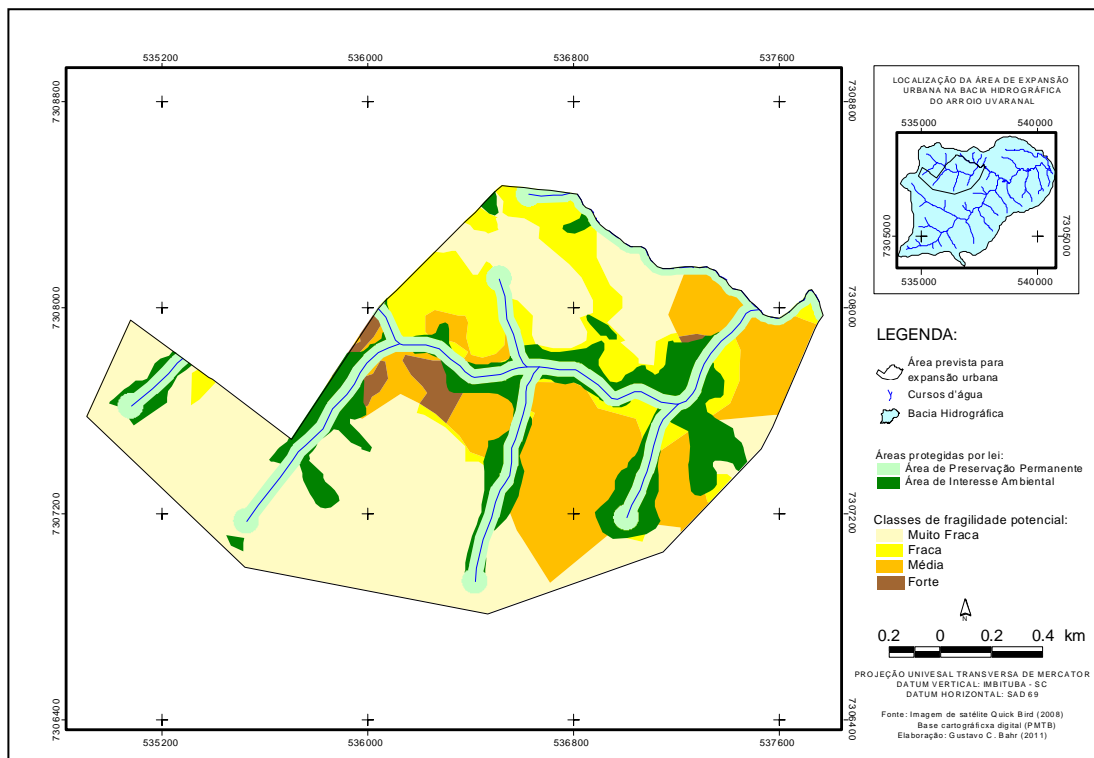 535200 536000 536800 537600
7308800 7308800
7308000 7308000
7307200 7307200
7306400 7306400
535200 536000 536800 537600
LOCALIZAÇÃO DA ÁREA DE EXPANSÃO
URBANA NA BACIA HIDROGRÁFICA
DO ARROIO UVARANAL
535000 540000
7305000 7305000
535000 540000
LEGENDA:
Área prevista para
expansão urbana
Cursos d'água
Bacia Hidrográfica
Áreas protegidas por lei:
Área de Preservação Permanente
Área de Interesse Ambiental
Classes de fragilidade potencial:
Muito Fraca
Fraca
Média
Forte
N
0.2 0 0.2 0.4 km
PROJEÇÃO UNIVESAL TRANSVERSA DE MERCATOR
DATUM VERTICAL: IMBITUBA - SC
DATUM HORIZONTAL: SAD 69
Fonte: Imagem de satélite Quick Bird (2008)
Base cartográficxa digital (PMTB)
Elaboração: Gustavo C. Bahr (2011)